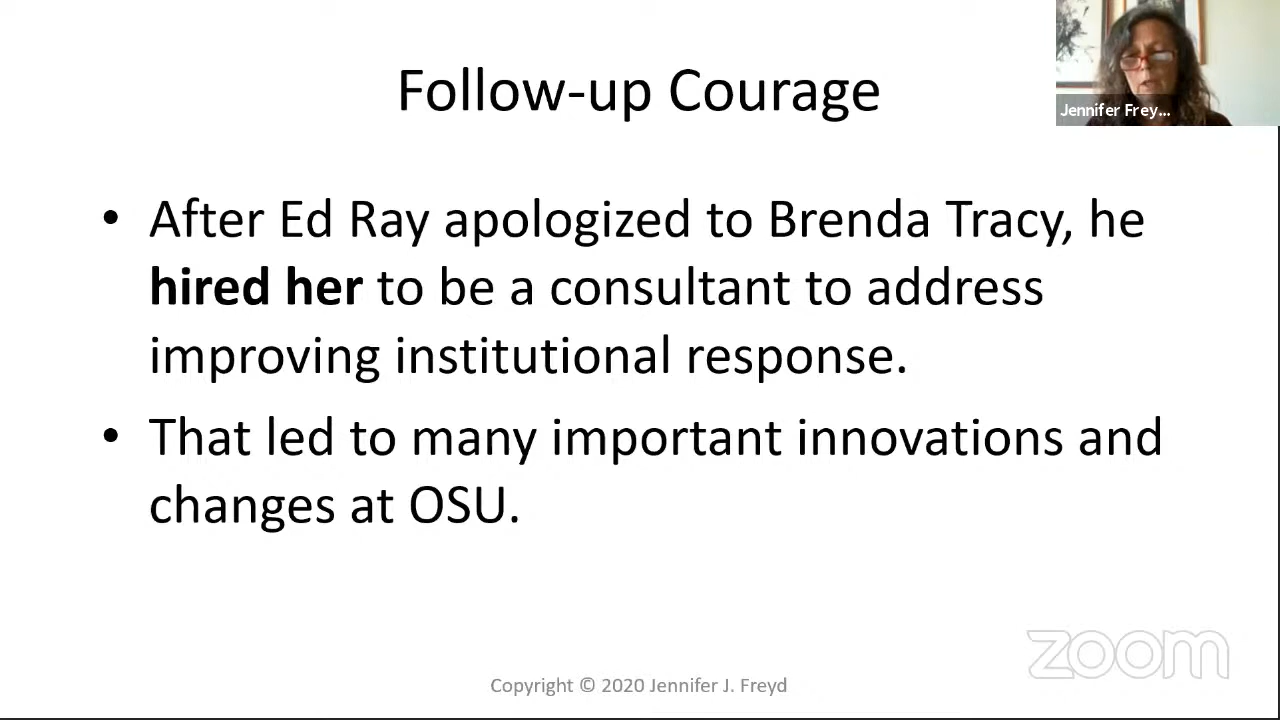 Follow-up Courage
Jennifer Frey...
• After Ed Ray apologized to Brenda Tracy, he
hired her to be a consultant to address
improving institutional response.
• That led to many important innovations and
changes at OSU.
zoom
Copyright © 2020 Jennifer J. Freyd